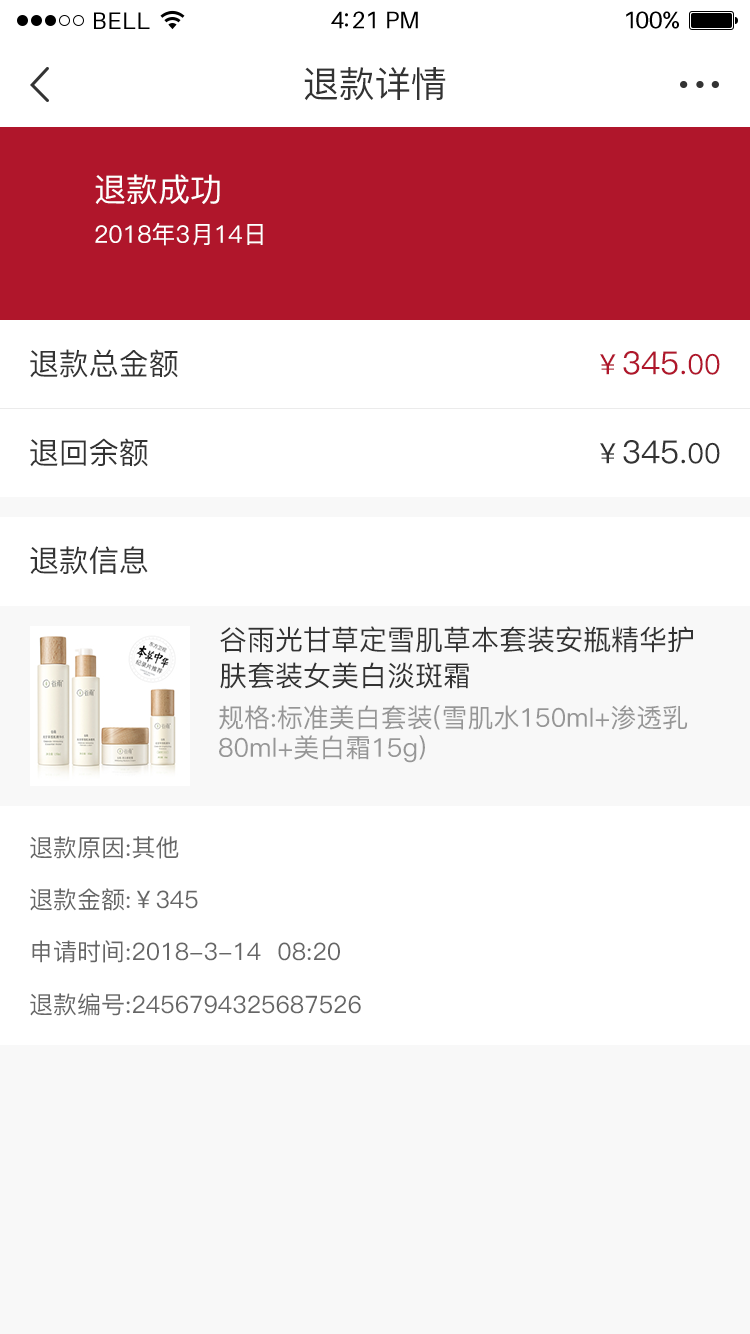 BELL 4:21 PM 100%
退款详情
退款成功
2018年3月14日
退款总金额 ￥345.00
退回余额 ￥345.00
退款信息
本草中华
谷雨光甘草定雪肌草本套装安瓶精华护
肤套装女美白淡斑霜
规格:标准美白套装(雪肌水150ml+渗透乳
80ml+美白霜15g)
退款原因:其他
退款金额:￥345
申请时间:2018-3-14 08:20
退款编号:2456794325687526